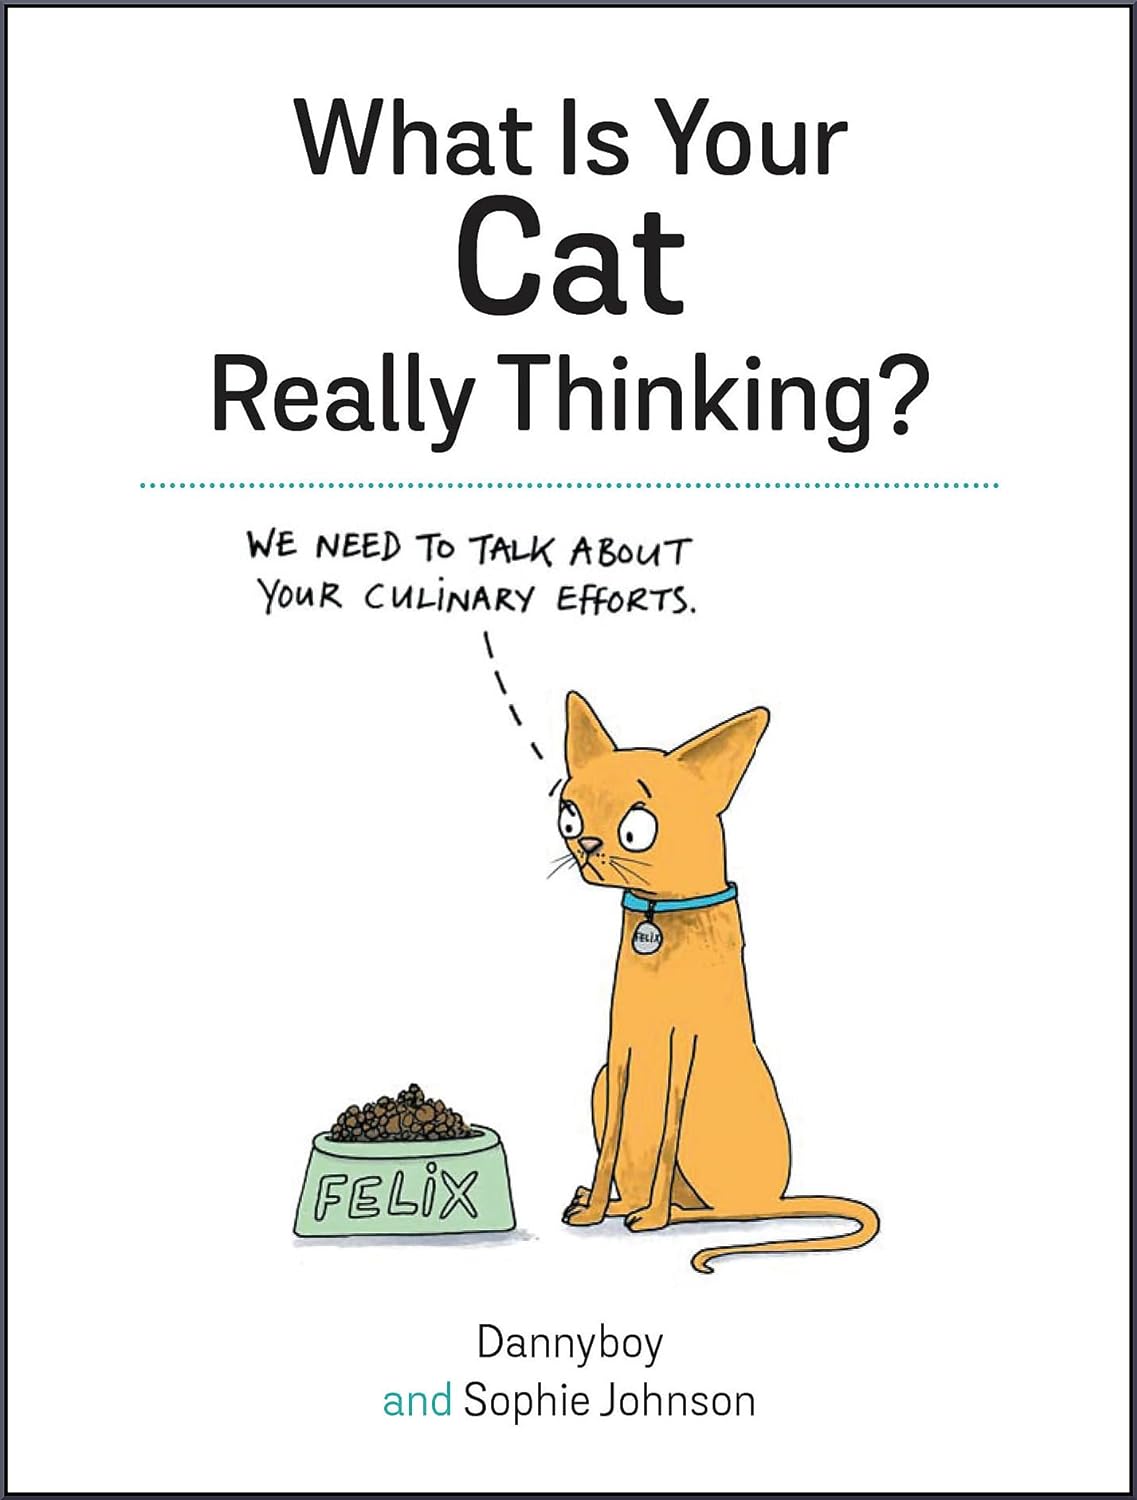 What Is Your
Cat
Really Thinking?
WE NEED TO TALK ABOUT
YOUR CULINARY EFFORTS.
FELIX
FELIX
Dannyboy
and Sophie Johnson